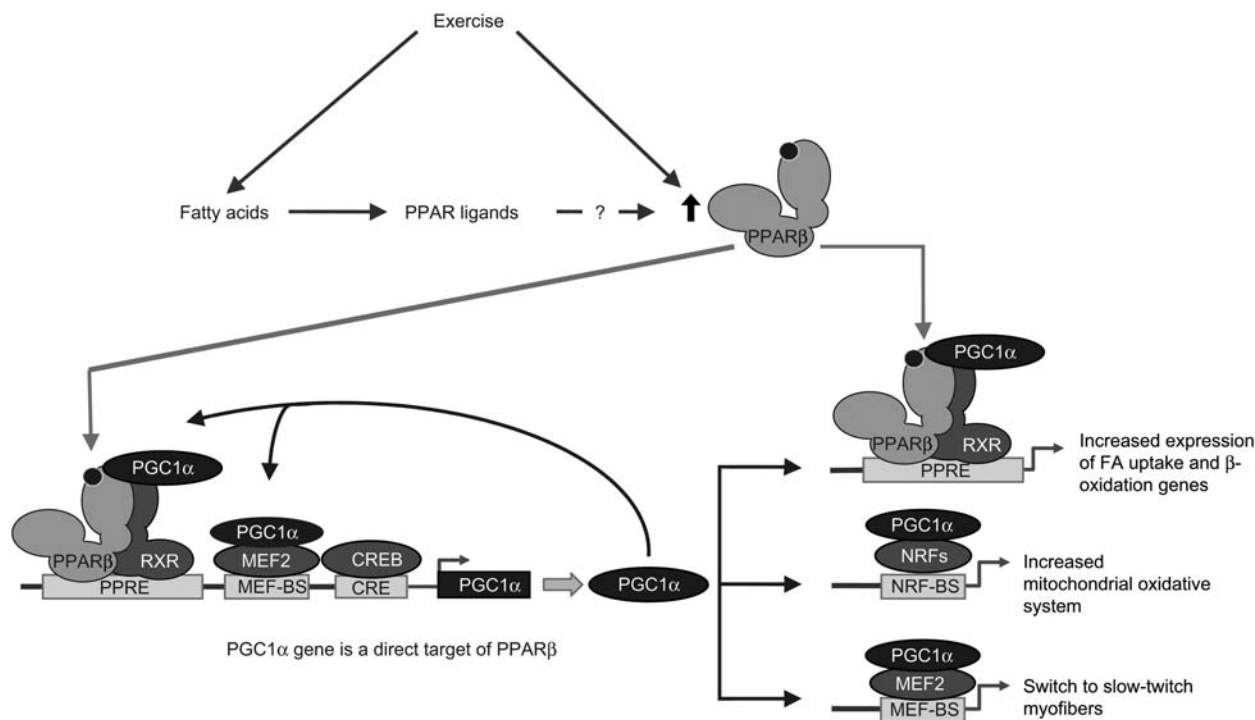 Exercise
Fatty acids
PPAR ligands
?
PPARβ
PGC1α
PPARβ
RXR
PPRE
Increased expression
of FA uptake and β-
oxidation genes
PGC1α
PPARβ
RXR
PPRE
PGC1α
MEF2
MEF-BS
CREB
CRE
PGC1α
PGC1α
PGC1α gene is a direct target of PPARβ
PGC1α
NRFs
NRF-BS
Increased
mitochondrial oxidative
system
PGC1α
MEF2
MEF-BS
Switch to slow-twitch
myofibers